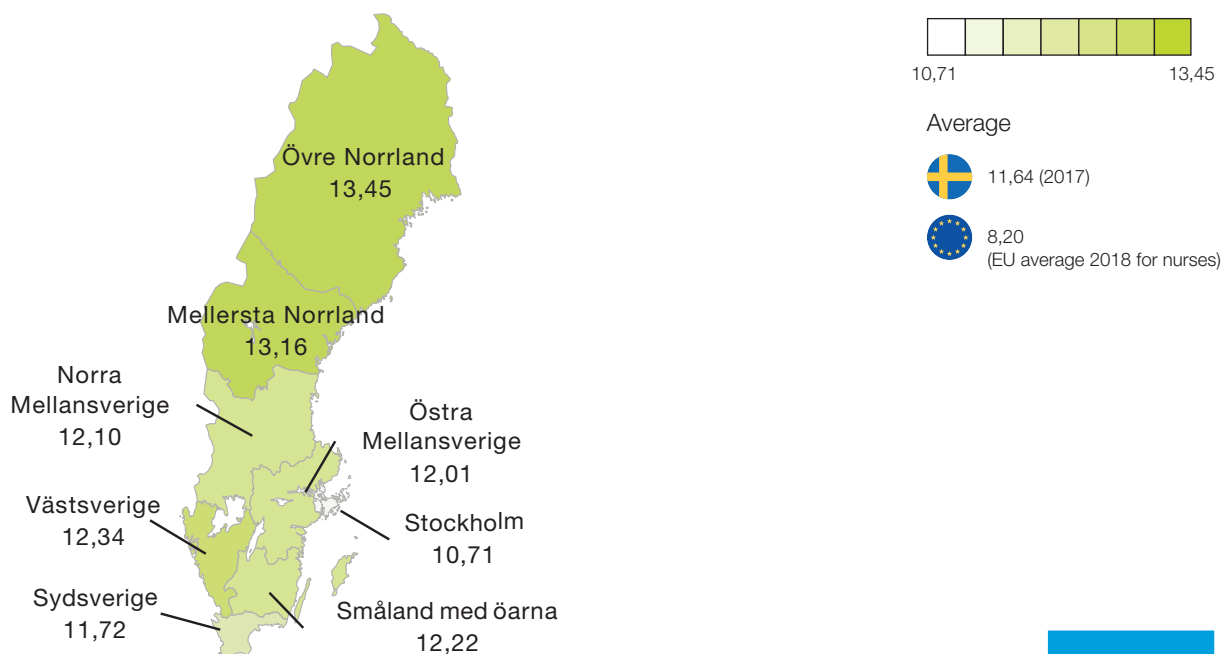 10,71
13,45
Average
11,64 (2017)
8,20
(EU average 2018 for nurses)
Övre Norrland
13,45
Mellersta Norrland
13,16
Norra
Mellansverige
12,10
Östra
Mellansverige
12,01
Västsverige
12,34
Stockholm
10,71
Sydsverige
11,72
Småland med öarna
12,22